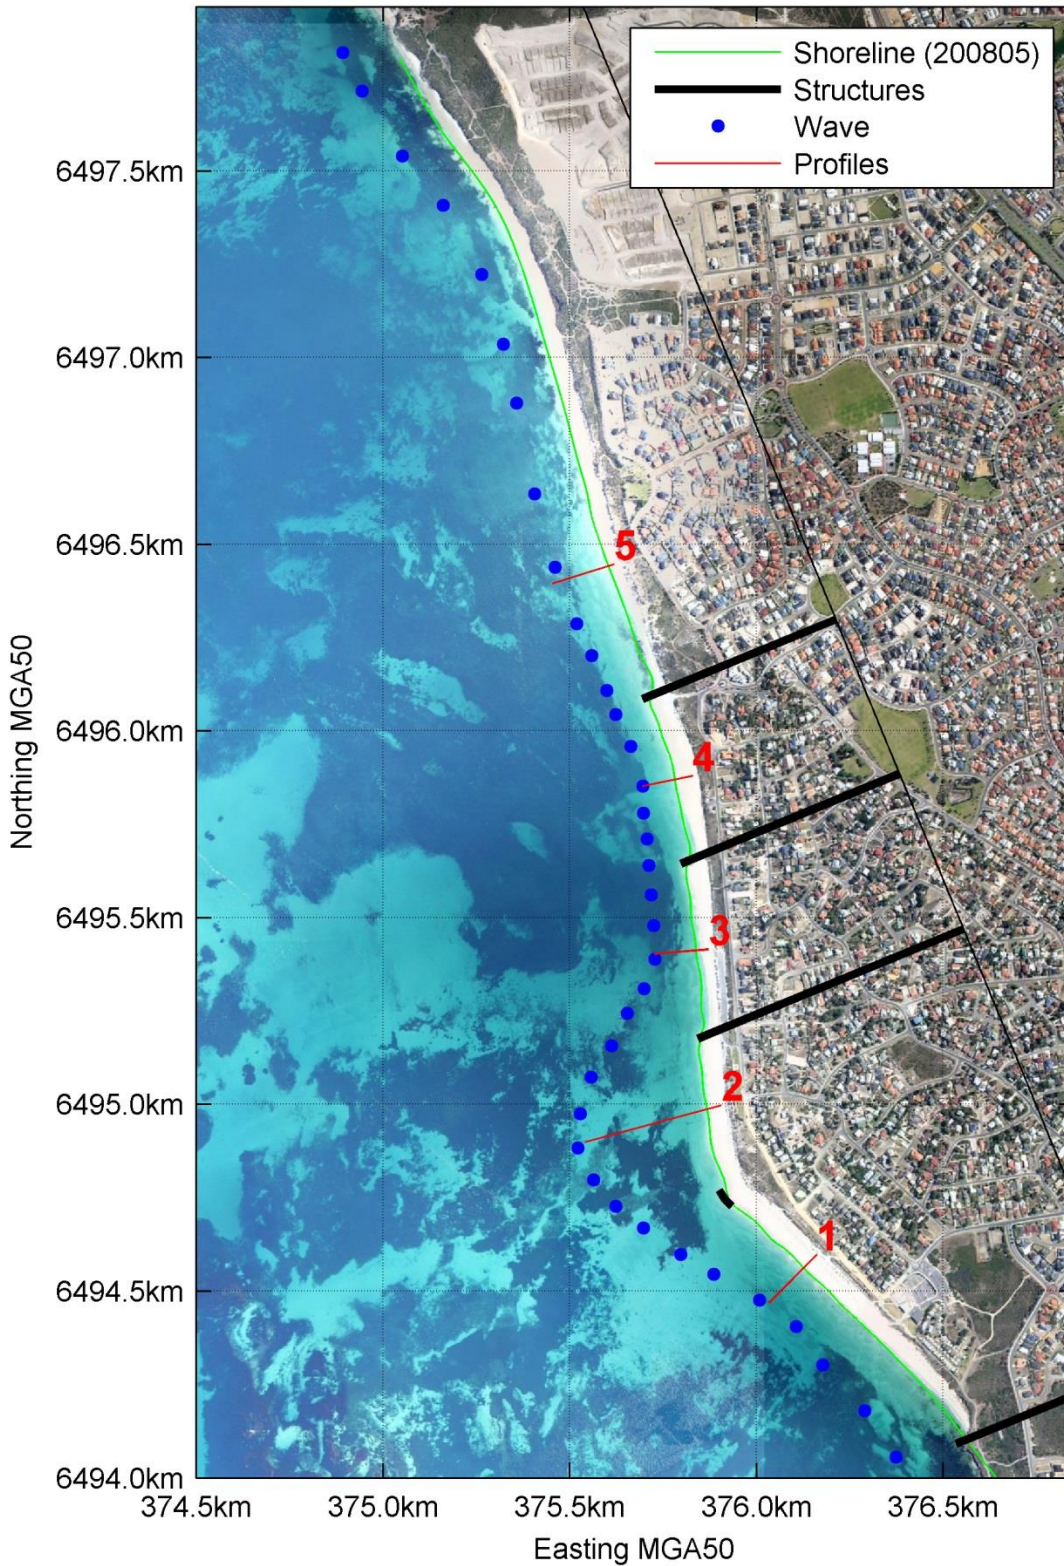 Shoreline (200805)
Structures
Wave
Profiles
6497.5km
6497.0km
6496.5km
5
6496.0km
4
6495.5km
3
6495.0km
2
1
6494.5km
6494.0km
374.5km
375.0km
375.5km
376.0km
376.5km
Easting MGA50
Northing MGA50